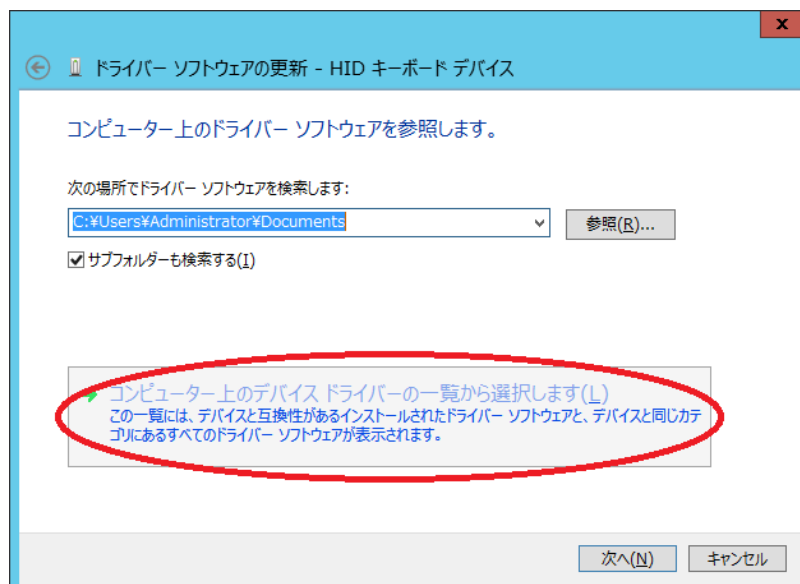 x
ドライバー ソフトウェアの更新 - HID キーボード デバイス
コンピューター上のドライバー ソフトウェアを参照します。
次の場所でドライバー ソフトウェアを検索します:
C:¥Users¥Administrator¥Documents
参照(R)...
サブフォルダーも検索する(I)
コンピューター上のデバイス ドライバーの一覧から選択します(L)
この一覧には、デバイスと互換性があるインストールされたドライバー ソフトウェアと、デバイスと同じカテ
ゴリにあるすべてのドライバー ソフトウェアが表示されます。
次へ(N)
キャンセル